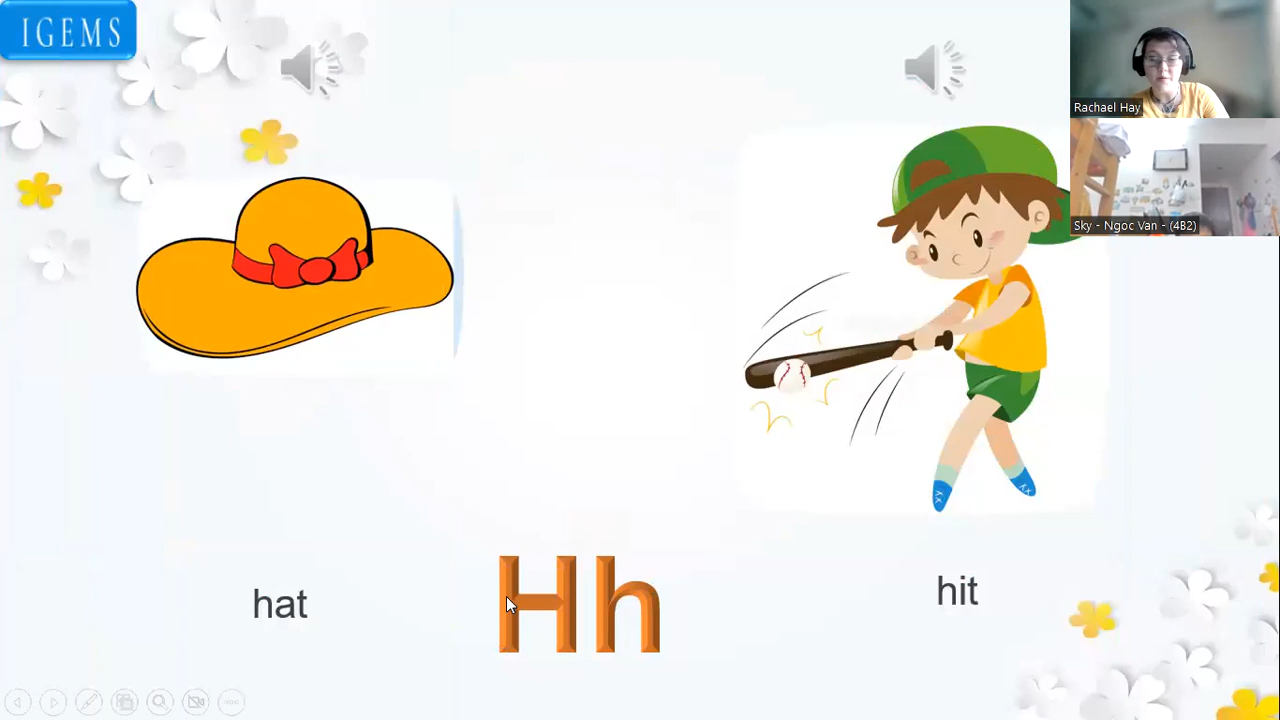 IGEMS
Rachael Hay
Sky - Ngoc Van - (4B2)
hat
Hh
hit